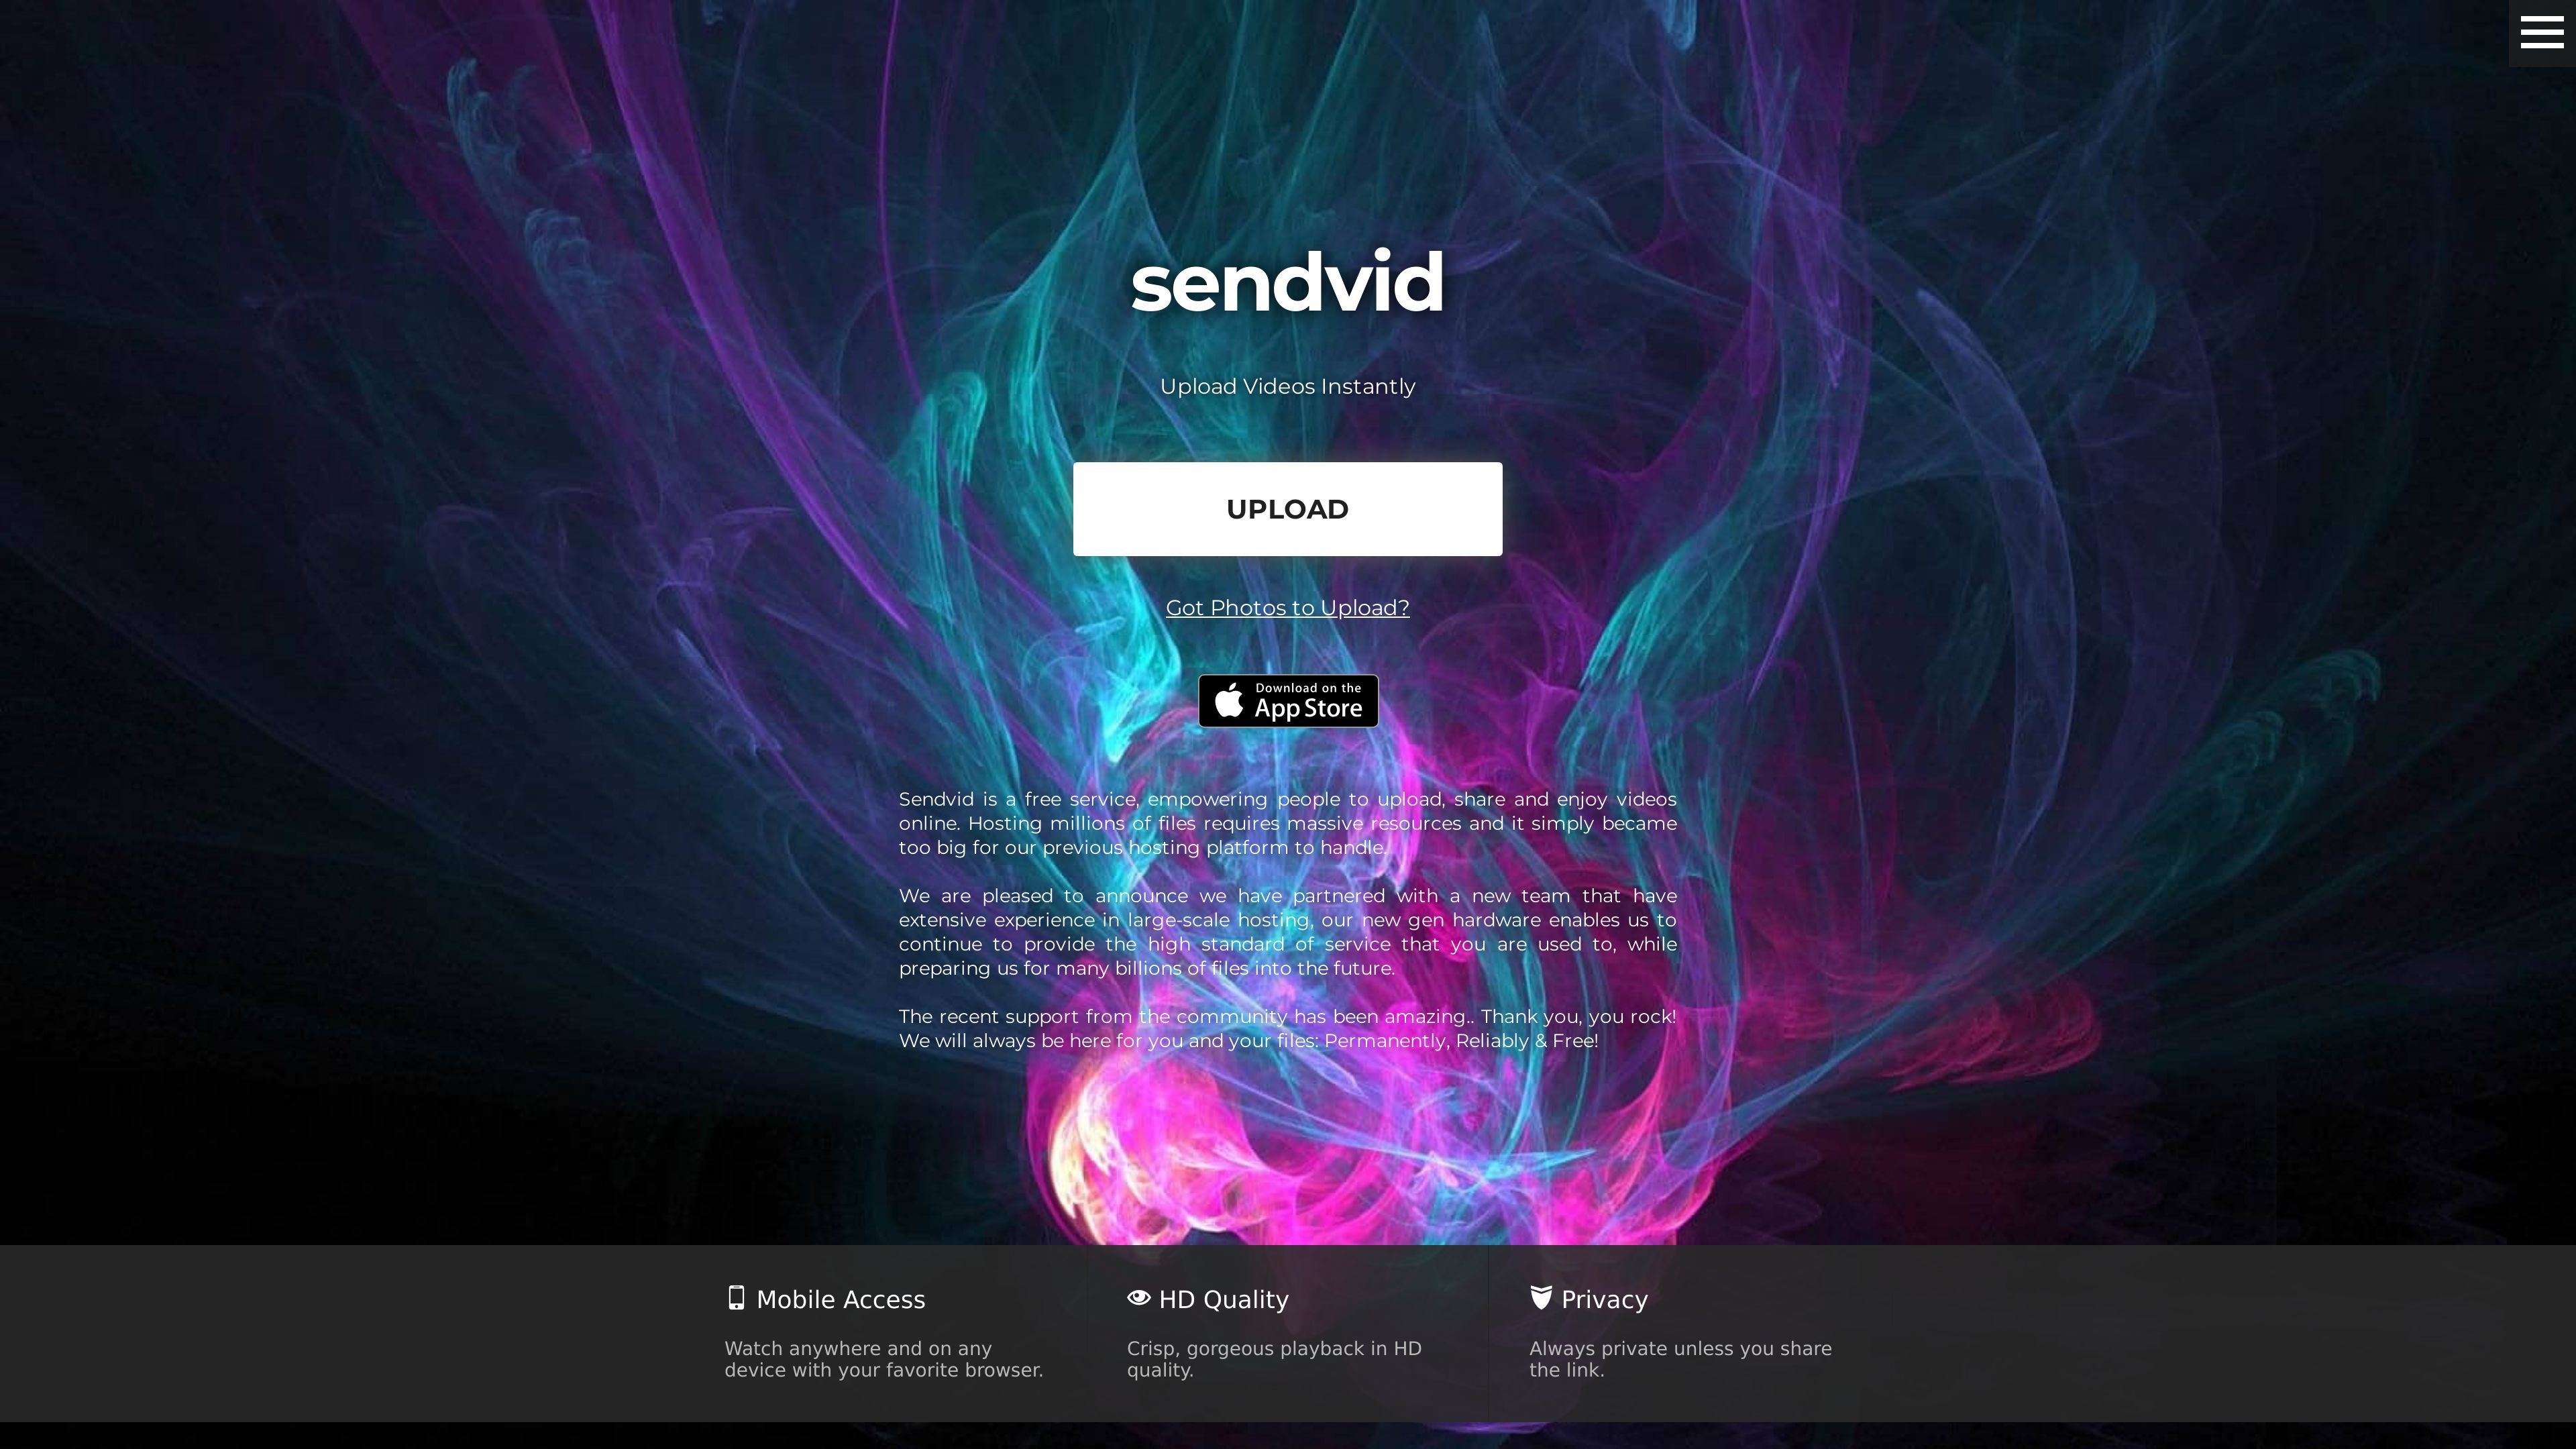 sendvid
Upload Videos Instantly
UPLOAD
Got Photos to Upload?
Download on the
App Store
Sendvid is a free service, empowering people to upload, share and enjoy videos
online. Hosting millions of files requires massive resources and it simply became
too big for our previous hosting platform to handle.
We are pleased to announce we have partnered with a new team that have
extensive experience in large-scale hosting, our new gen hardware enables us to
continue to provide the high standard of service that you are used to, while
preparing us for many billions of files into the future.
The recent support from the community has been amazing.. Thank you, you rock!
We will always be here for you and your files: Permanently, Reliably & Free!
Mobile Access
Watch anywhere and on any
device with your favorite browser.
HD Quality
Crisp, gorgeous playback in HD
quality.
Privacy
Always private unless you share
the link.